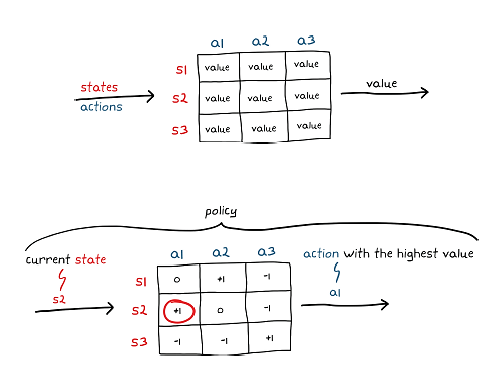 a1 a2 a3
s1 value value value
states
actions
s2 value value value
value
s3 value value value
policy
current state
s2
a1 a2 a3
s1 0 +1 -1
s2 +1 0 -1
s3 -1 -1 +1
action with the highest value
a1